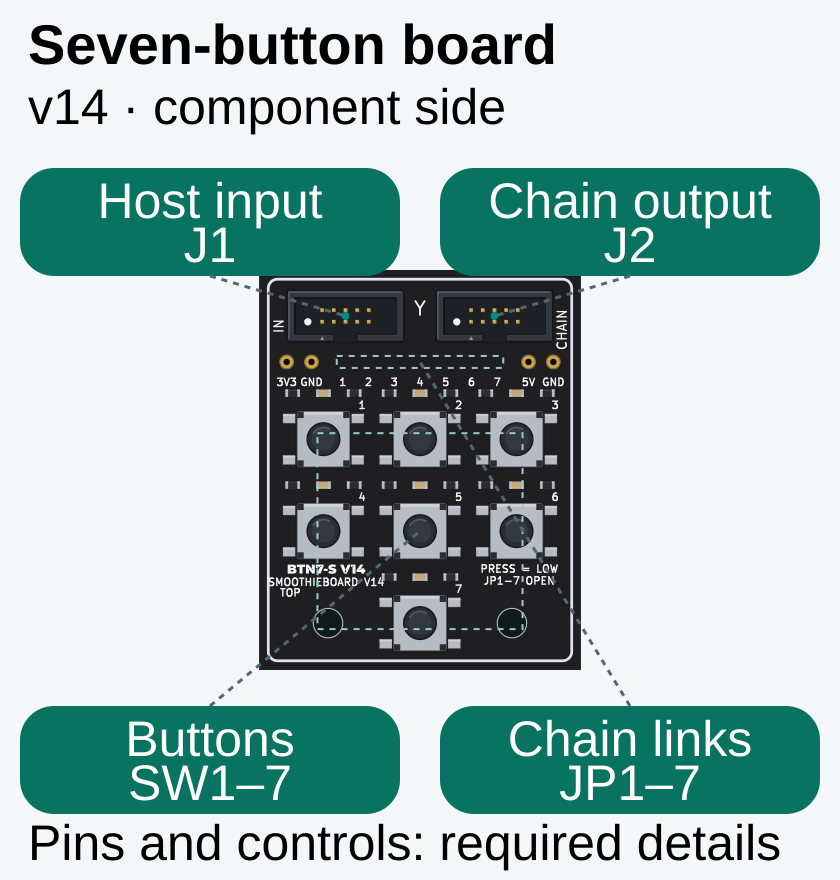 Seven-button board
v14 · component side
Host input
J1
Chain output
J2
IN
Y
CHAIN
3V3 GND 1 2 3 4 5 6 7 5V GND
1 2 3
4 5 6
BTN7-S V14
SMOOTHIEBOARD V14
TOP
PRESS = LOW
JP1-7 OPEN
7
Buttons
SW1–7
Chain links
JP1–7
Pins and controls: required details